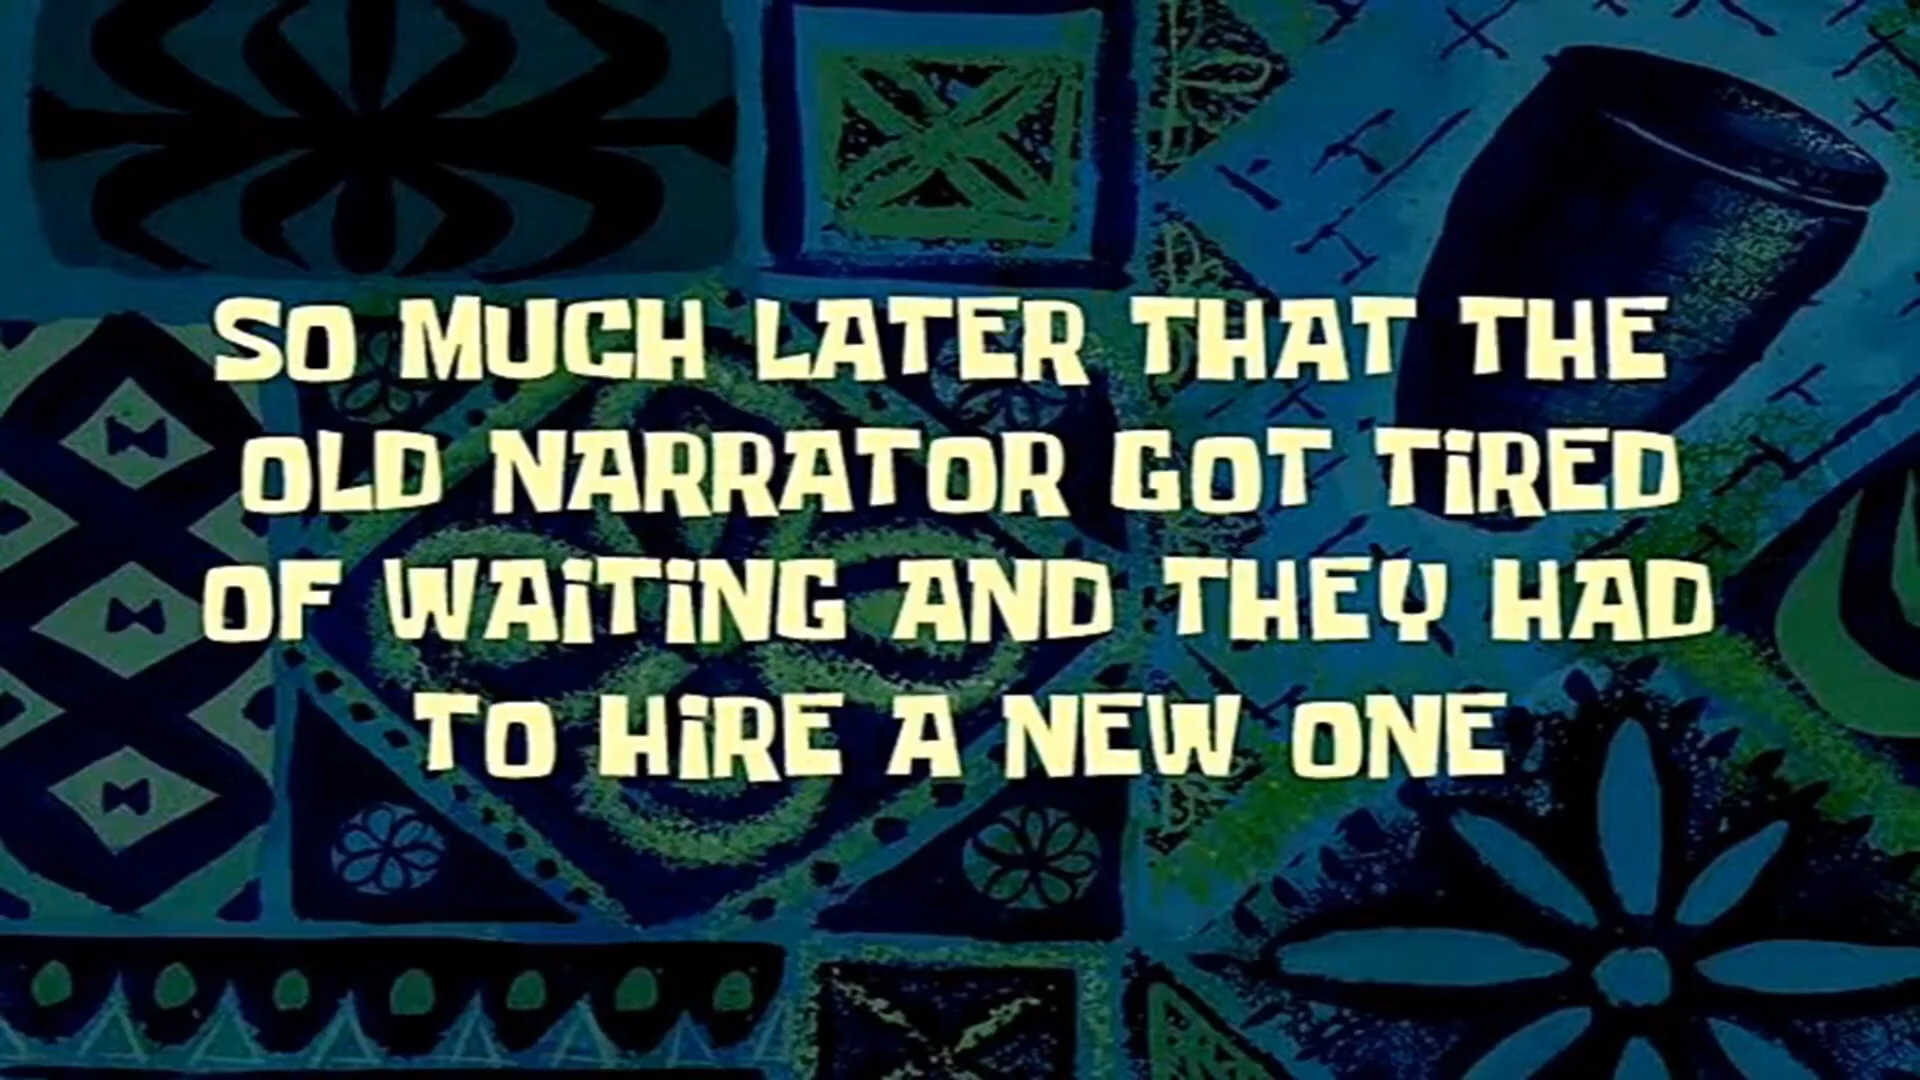 SO MUCH LATER THAT THE
OLD NARRATOR GOT TiRED
OF WAiTiNG AND THEY HAD
TO HiRE A NEW ONE